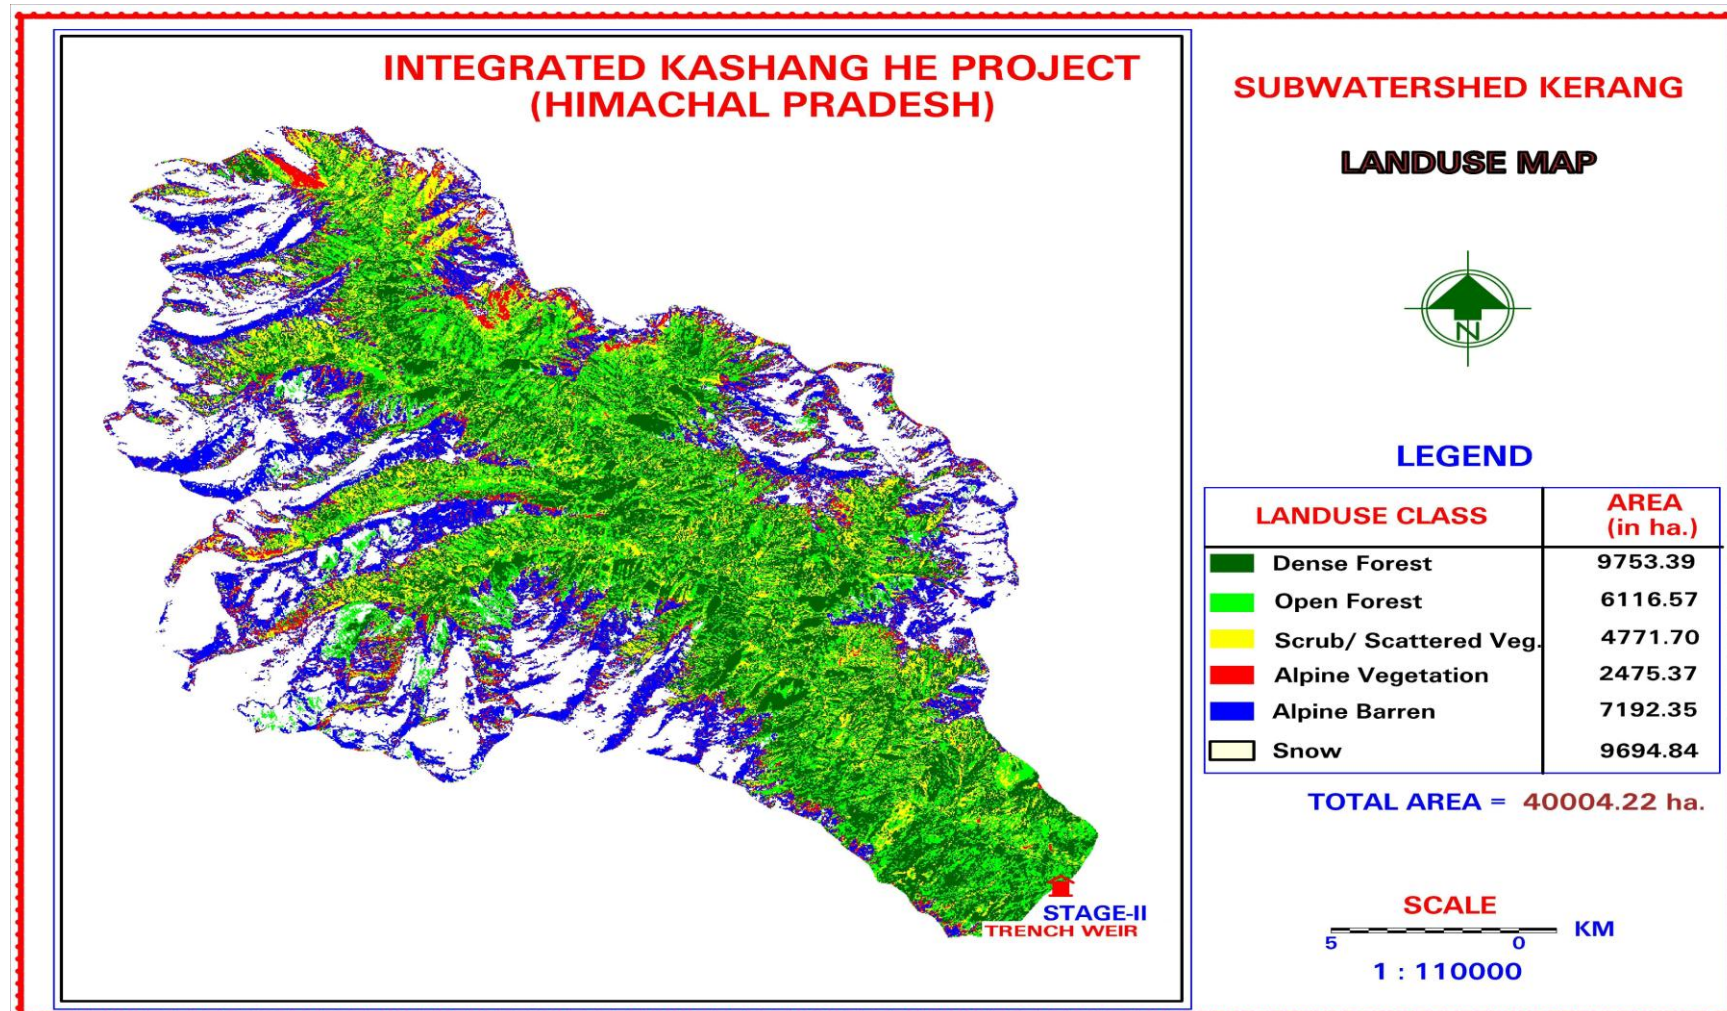 INTEGRATED KASHANG HE PROJECT
(HIMACHAL PRADESH)
STAGE-II
TRENCH WEIR
SUBWATERSHED KERANG
LANDUSE MAP
N
LEGEND
LANDUSE CLASS AREA (in ha.)
Dense Forest 9753.39
Open Forest 6116.57
Scrub/ Scattered Veg. 4771.70
Alpine Vegetation 2475.37
Alpine Barren 7192.35
Snow 9694.84
TOTAL AREA = 40004.22 ha.
SCALE
5 0 KM
1 : 110000